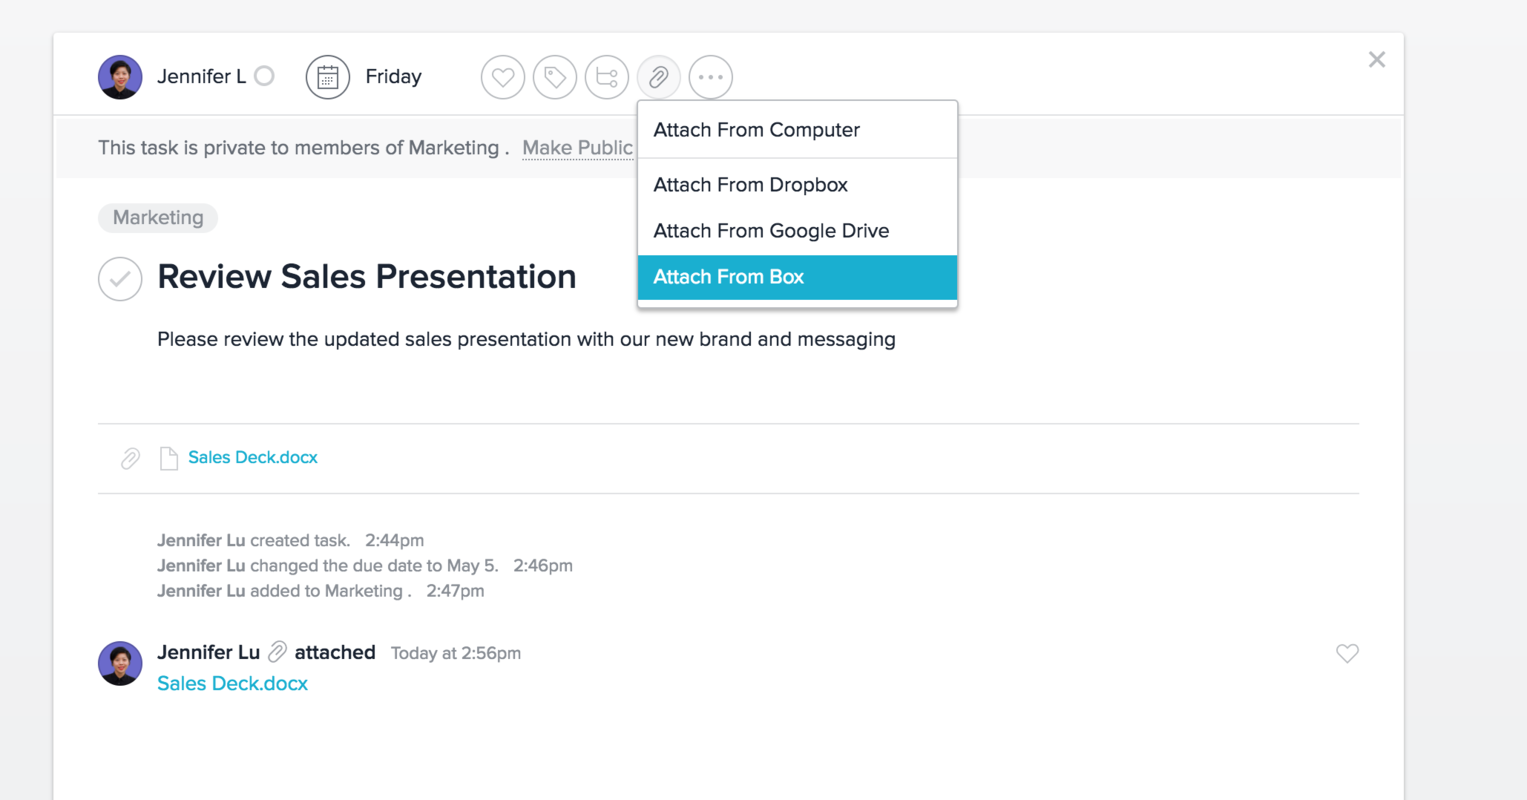 Jennifer L
Friday
This task is private to members of Marketing . Make Public
Attach From Computer
Attach From Dropbox
Attach From Google Drive
Attach From Box
Marketing
Review Sales Presentation
Please review the updated sales presentation with our new brand and messaging
Sales Deck.docx
Jennifer Lu created task. 2:44pm
Jennifer Lu changed the due date to May 5. 2:46pm
Jennifer Lu added to Marketing . 2:47pm
Jennifer Lu attached Today at 2:56pm
Sales Deck.docx